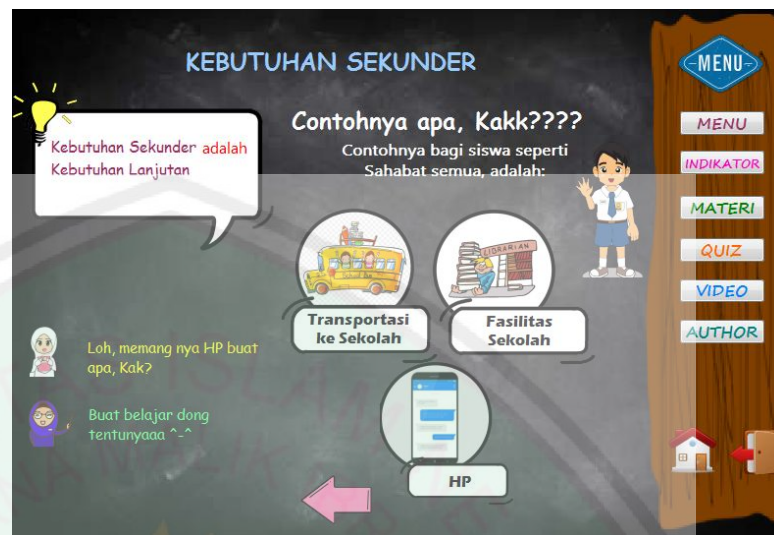 KEBUTUHAN SEKUNDER
Kebutuhan Sekunder adalah
Kebutuhan Lanjutan
Contohnya apa, Kakk????
Contohnya bagi siswa seperti
Sahabat semua, adalah:
LIBRARIAN
Transportasi
ke Sekolah
Fasilitas
Sekolah
HP
Loh, memang nya HP buat
apa, Kak?
Buat belajar dong
tentunyaaa ^-^
-MENU-
MENU
INDIKATOR
MATERI
QUIZ
VIDEO
AUTHOR